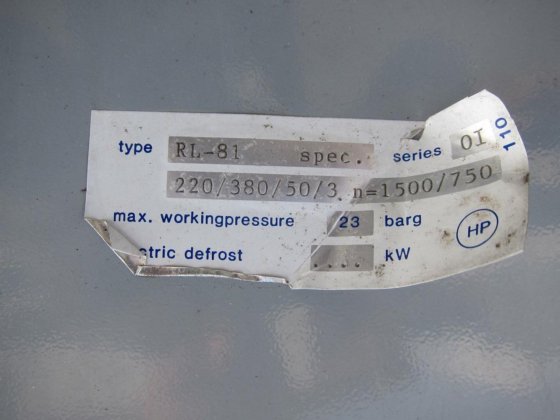 type RL-81 spec. series OI
220/380/50/3 n=1500/750
max. workingpressure 23 barg
tric defrost .... kW
HP
110